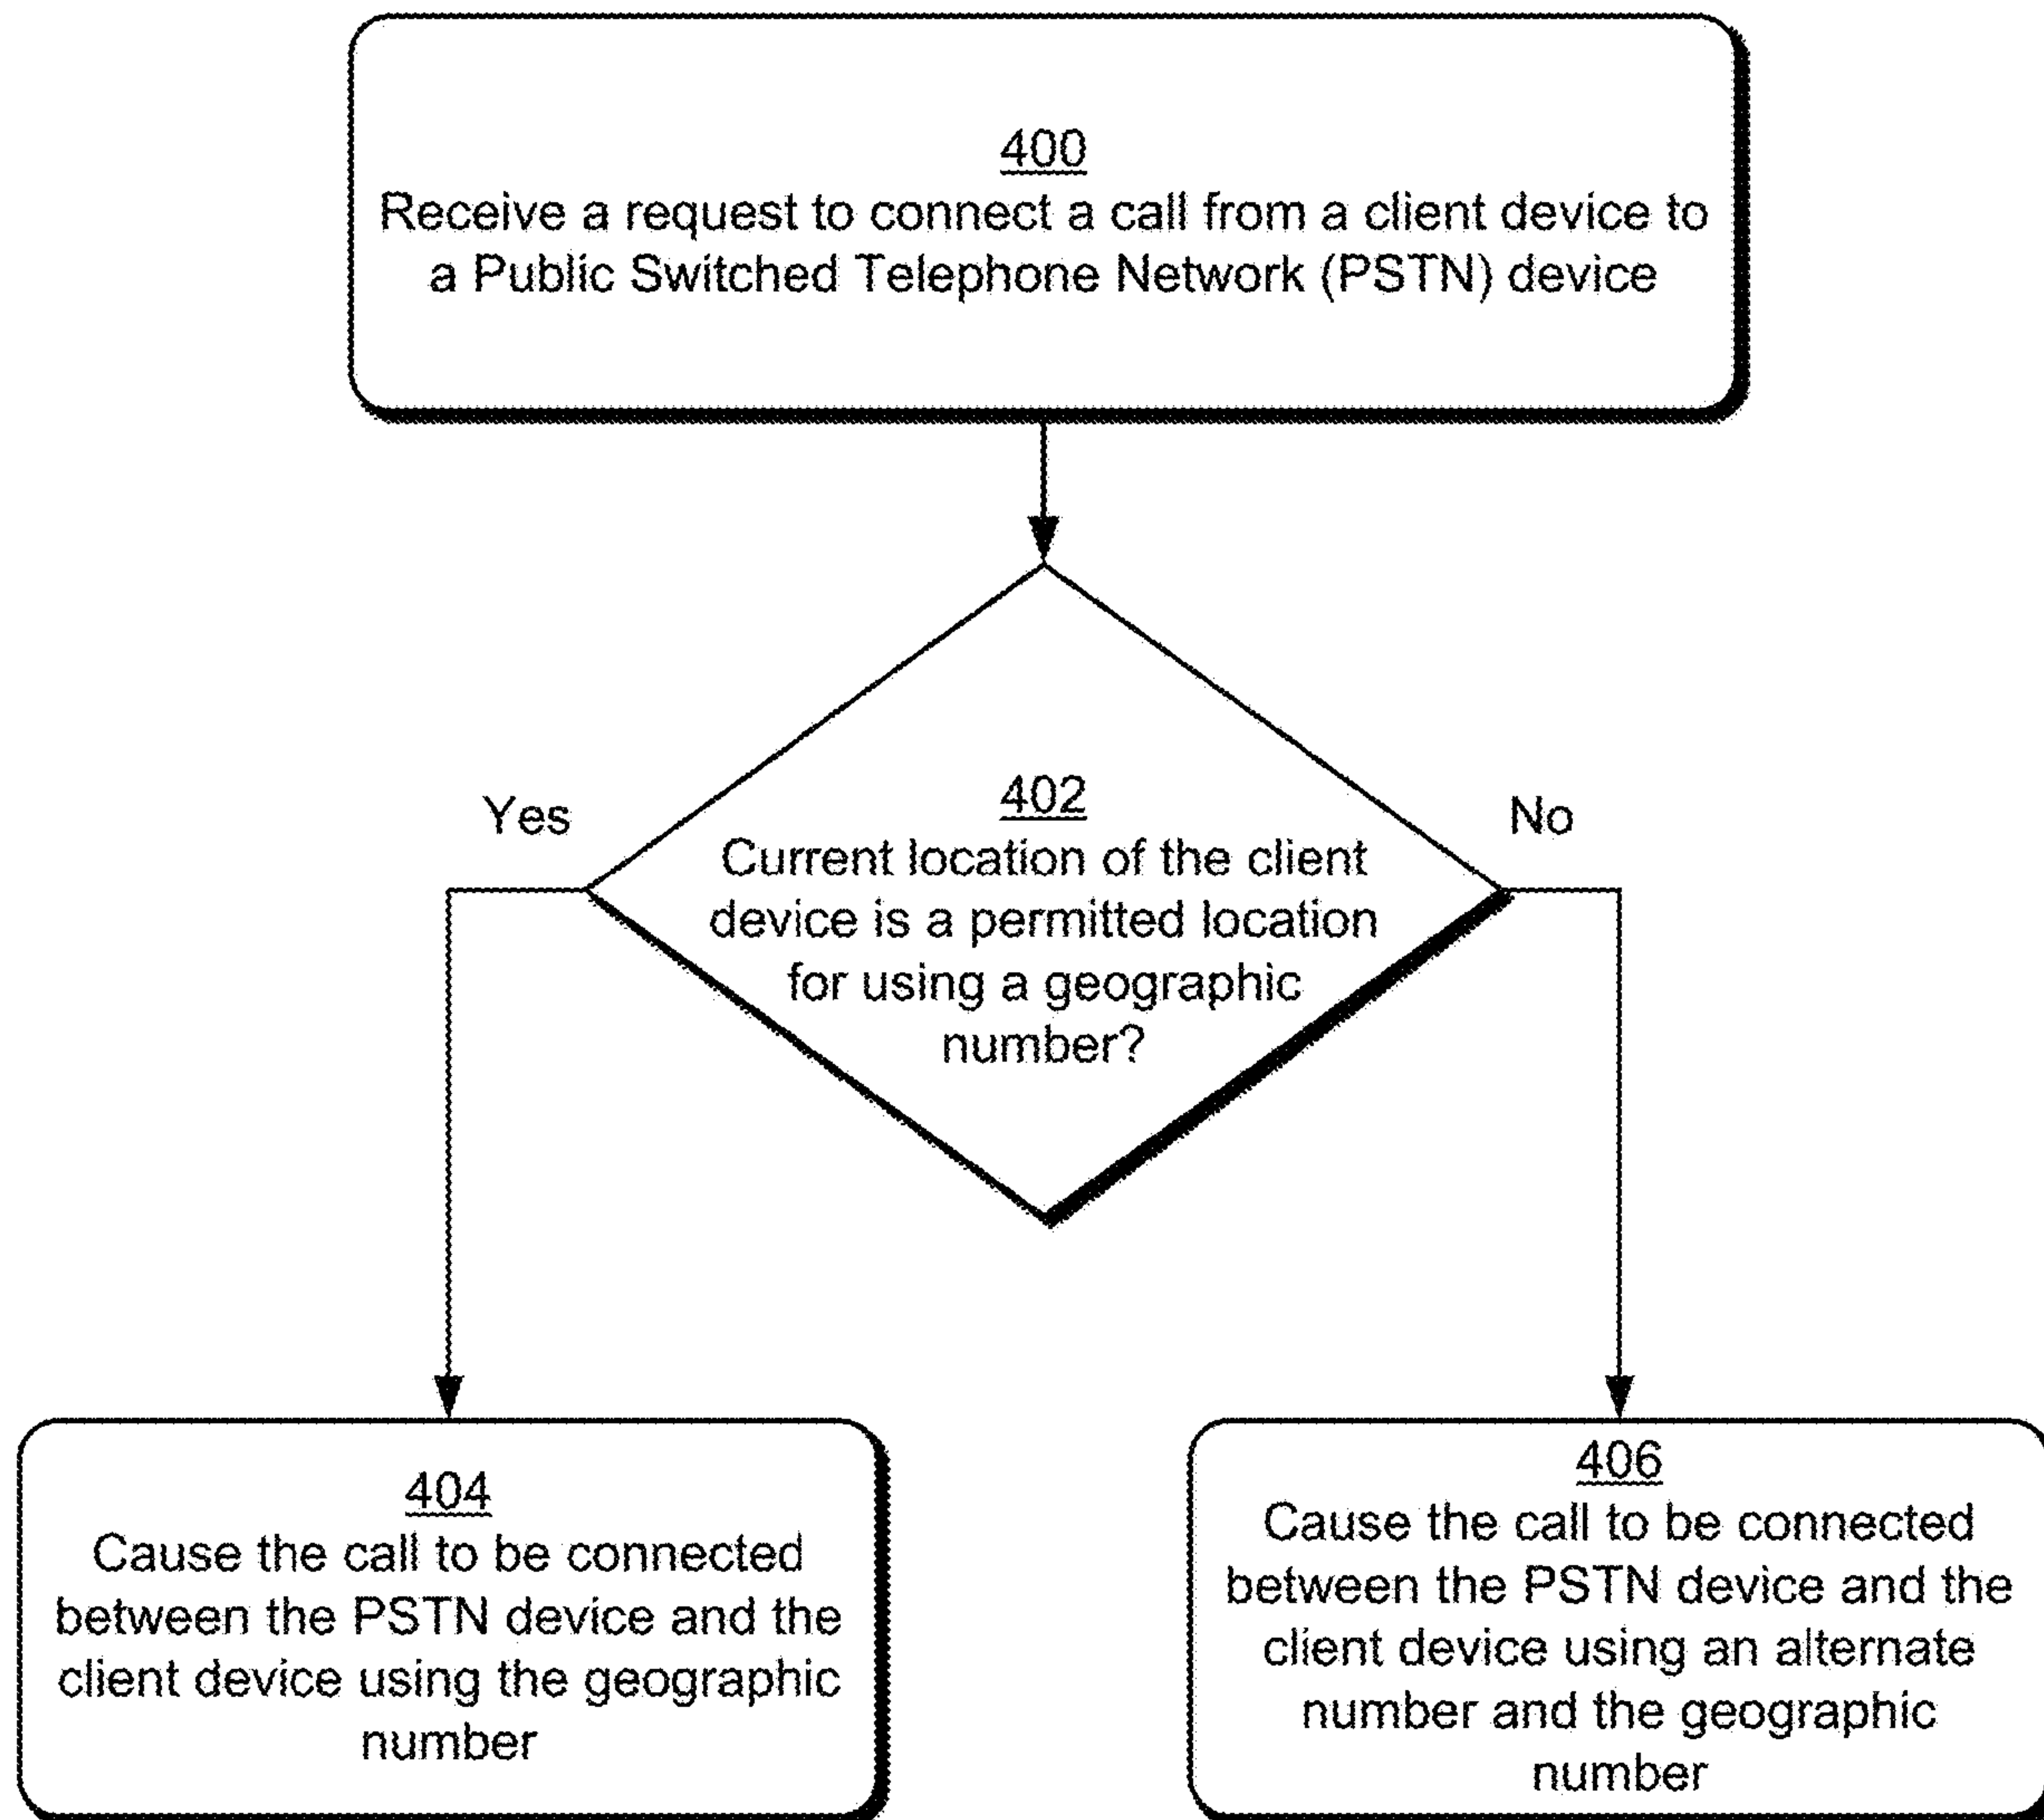 400
Receive a request to connect a call from a client device to
a Public Switched Telephone Network (PSTN) device
Yes
402
No
Current location of the client
device is a permitted location
for using a geographic
number?
404
Cause the call to be connected
between the PSTN device and the
client device using the geographic
number
406
Cause the call to be connected
between the PSTN device and the
client device using an alternate
number and the geographic
number